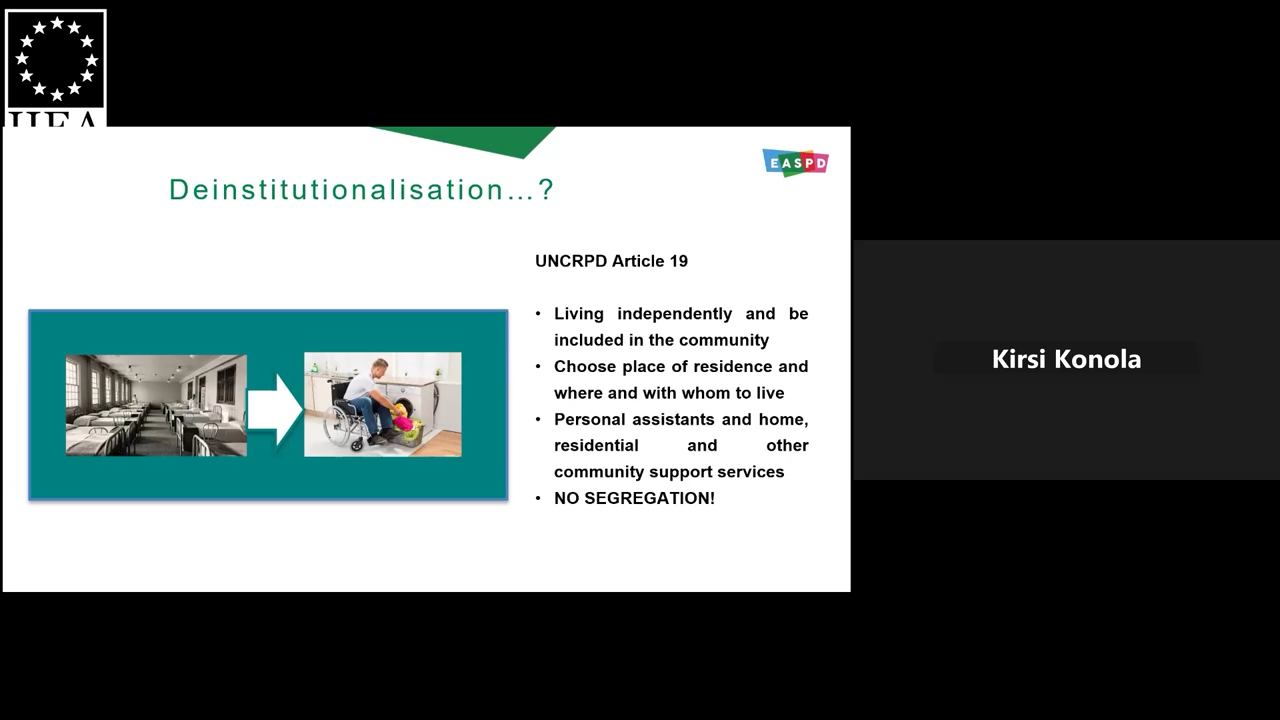 EASPD
Deinstitutionalisation...?
UNCRPD Article 19
• Living independently and be
included in the community
• Choose place of residence and
where and with whom to live
• Personal assistants and home,
residential and other
community support services
• NO SEGREGATION!
Kirsi Konola